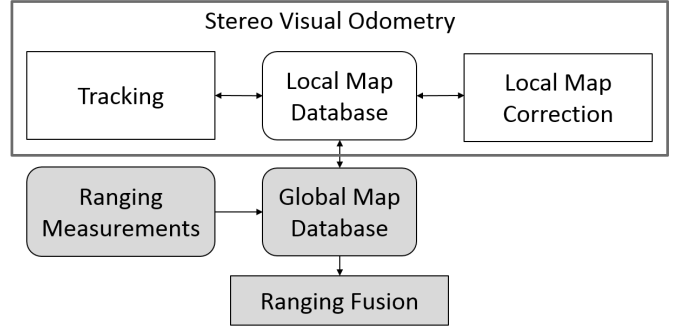 Stereo Visual Odometry
Tracking
Local Map
Database
Local Map
Correction
Ranging
Measurements
Global Map
Database
Ranging Fusion